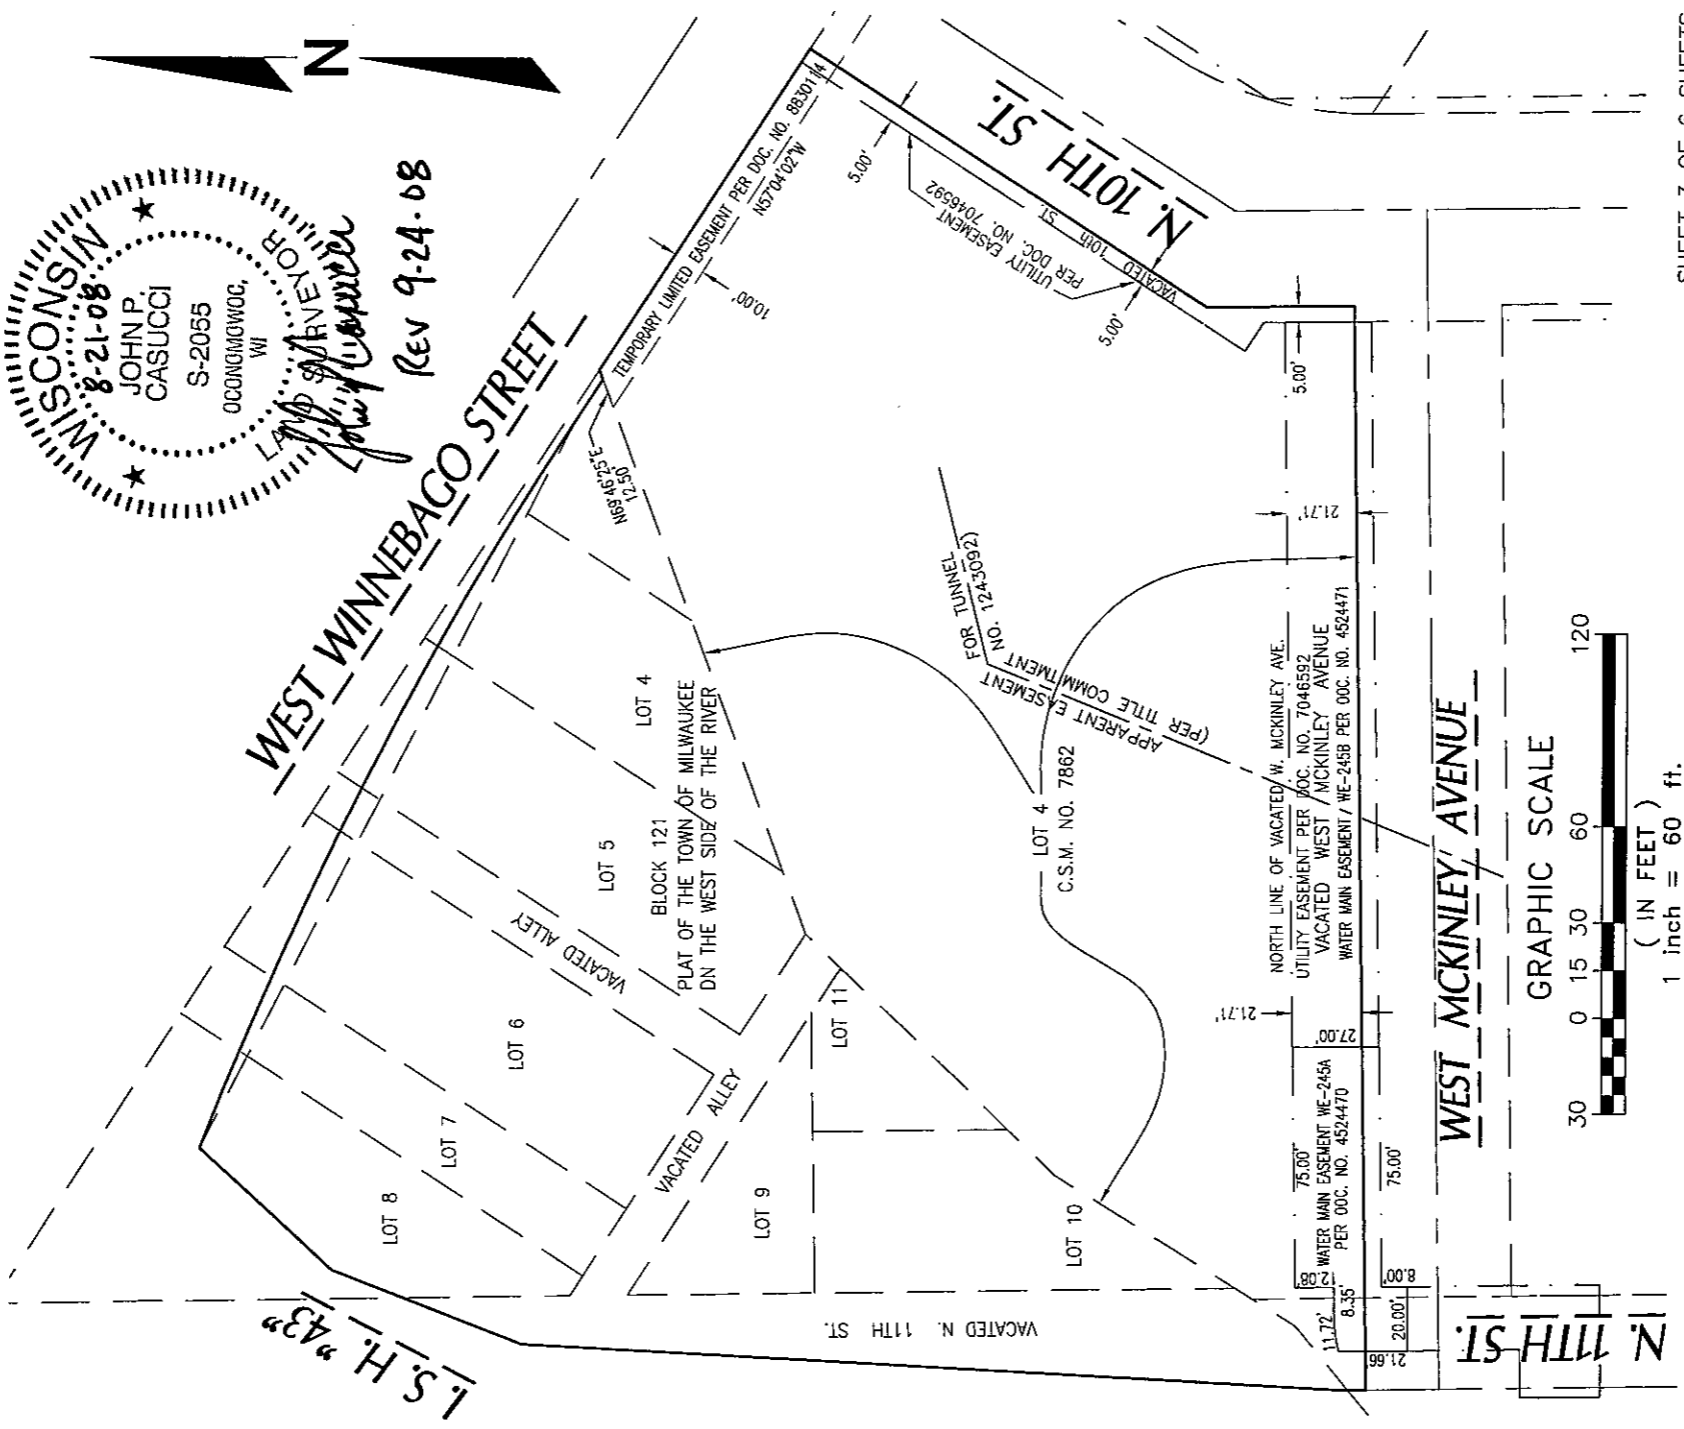 N
WISCONSIN
8-21-08
JOHN P.
CASUCCI
S-2055
OCONOMOWOC,
WI
LAND SURVEYOR
REV 9-24-08
WEST WINNEBAGO STREET
N. 10TH ST.
I.S.H. "43"
TEMPORARY LIMITED EASEMENT PER DOC. NO. 8830114
N57°04'02"W
10.00'
N69°46'25"E
12.50'
5.00'
UTILITY EASEMENT
PER DOC. NO. 7046592
VACATED 10th ST.
5.00'
5.00'
LOT 4
LOT 5
BLOCK 121
PLAT OF THE TOWN OF MILWAUKEE
ON THE WEST SIDE OF THE RIVER
VACATED ALLEY
LOT 6
LOT 7
LOT 8
VACATED ALLEY
LOT 9
LOT 10
LOT 11
VACATED N. 11TH ST.
APPARENT EASEMENT FOR TUNNEL
(PER TITLE COMMITMENT NO. 1243092)
LOT 4
C.S.M. NO. 7862
21.71'
NORTH LINE OF VACATED W. MCKINLEY AVE.
UTILITY EASEMENT PER DOC. NO. 7046592
VACATED WEST MCKINLEY AVENUE
WATER MAIN EASEMENT WE-245B PER DOC. NO. 4524471
21.71'
27.00'
75.00'
WATER MAIN EASEMENT WE-245A
PER DOC. NO. 4524470
75.00'
12.08'
8.00'
11.72'
8.35'
20.00'
21.66'
WEST MCKINLEY AVENUE
N. 11TH ST.
GRAPHIC SCALE
30 0 15 30 60 120
( IN FEET )
1 inch = 60 ft.
SHEET 3 OF 6 SHEETS